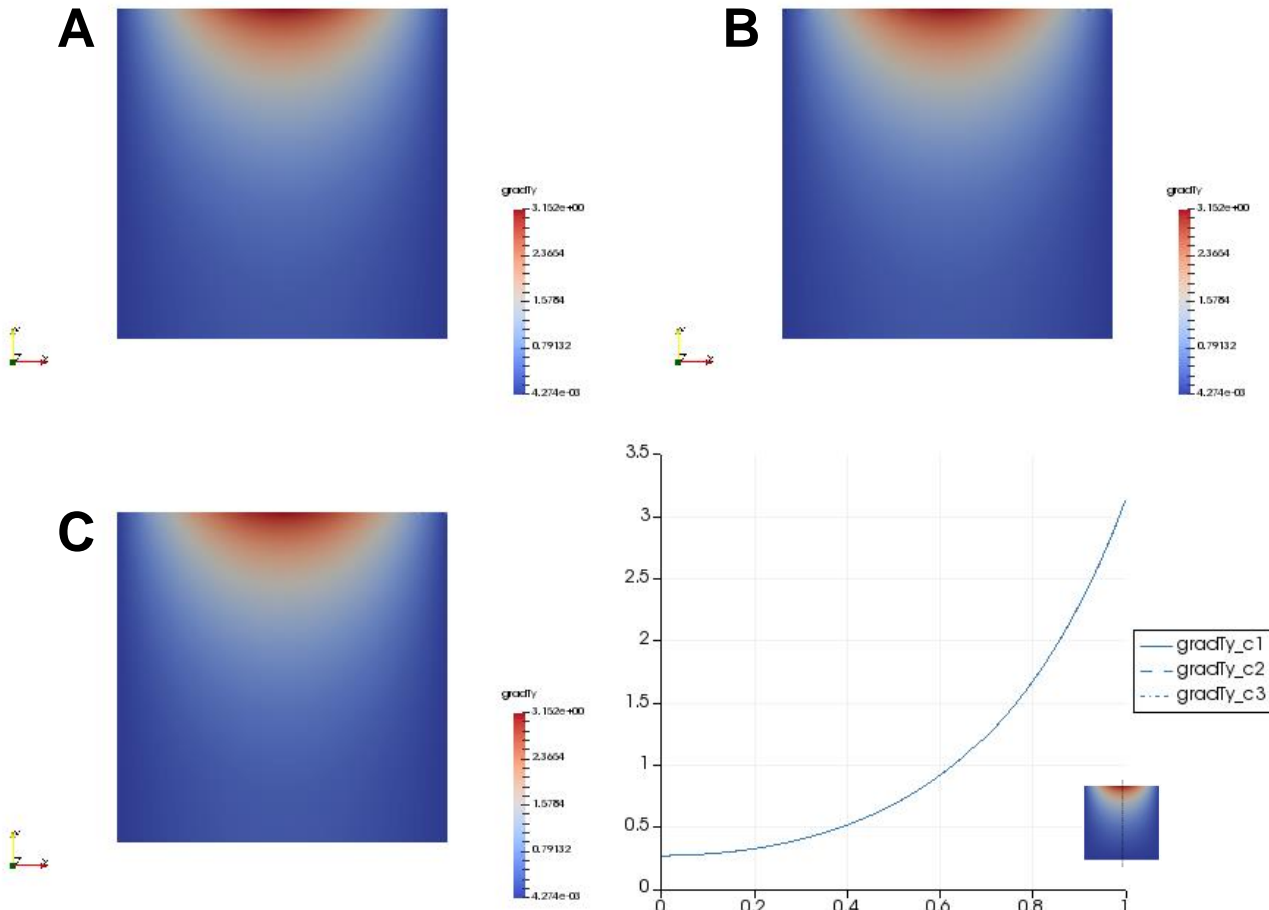 A
B
gradTy
3.152e+00
2.3654
1.5784
0.79132
4.274e-03
gradTy
3.152e+00
2.3654
1.5784
0.79132
4.274e-03
C
gradTy
3.152e+00
2.3654
1.5784
0.79132
4.274e-03
3.5
3
2.5
2
1.5
1
0.5
0
0 0.2 0.4 0.6 0.8 1
gradTy_c1
gradTy_c2
gradTy_c3